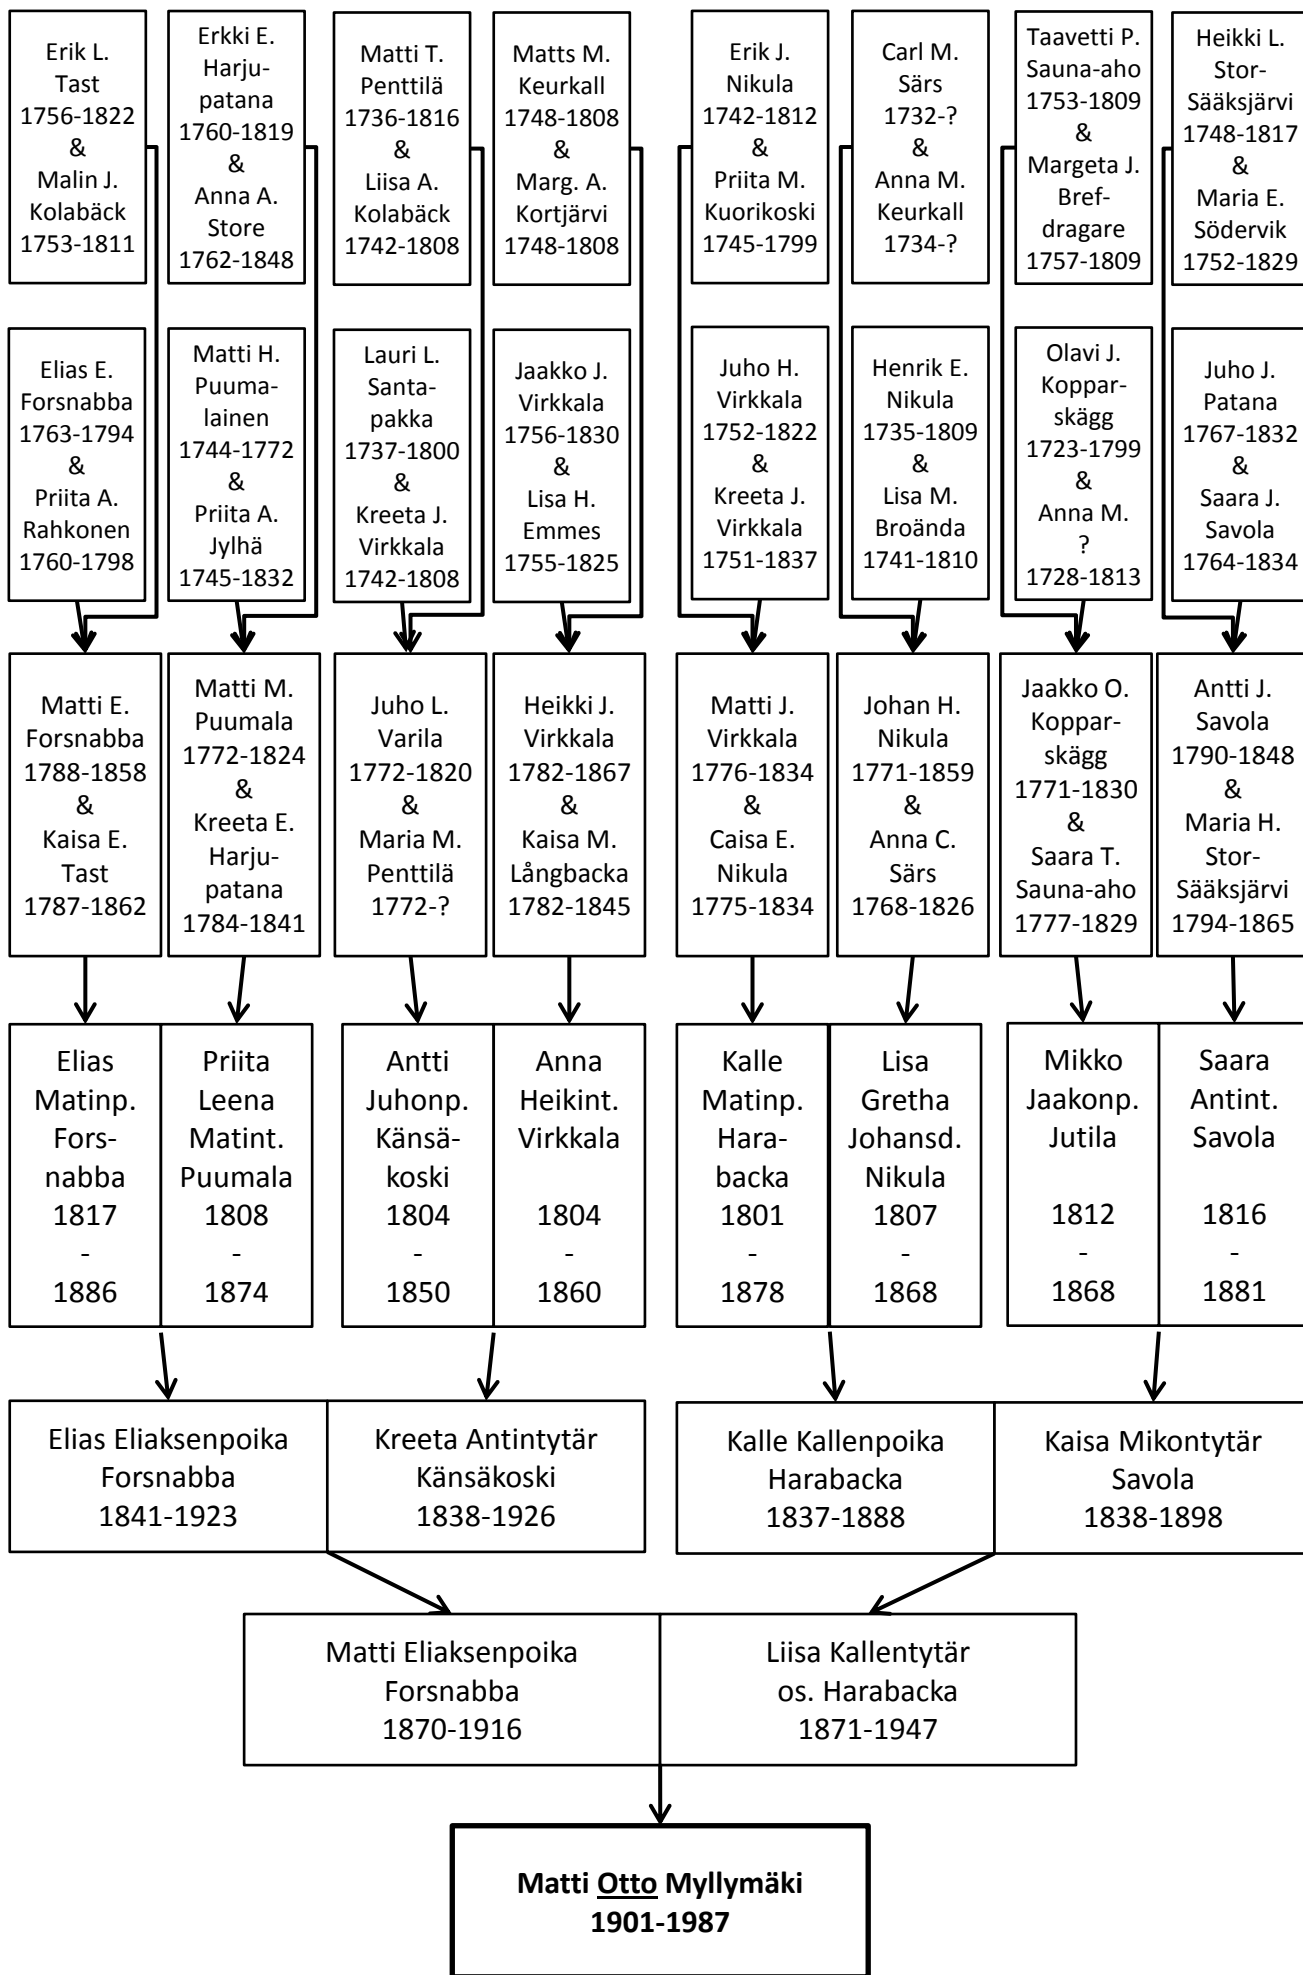 Erik L.
Tast
1756-1822
&
Malin J.
Kolabäck
1753-1811
Erkki E.
Harju-
patana
1760-1819
&
Anna A.
Store
1762-1848
Matti T.
Penttilä
1736-1816
&
Liisa A.
Kolabäck
1742-1808
Matts M.
Keurkall
1748-1808
&
Marg. A.
Kortjärvi
1748-1808
Erik J.
Nikula
1742-1812
&
Priita M.
Kuorikoski
1745-1799
Carl M.
Särs
1732-?
&
Anna M.
Keurkall
1734-?
Taavetti P.
Sauna-aho
1753-1809
&
Margeta J.
Bref-
dragare
1757-1809
Heikki L.
Stor-
Sääksjärvi
1748-1817
&
Maria E.
Södervik
1752-1829
Elias E.
Forsnabba
1763-1794
&
Priita A.
Rahkonen
1760-1798
Matti H.
Puuma-
lainen
1744-1772
&
Priita A.
Jylhä
1745-1832
Lauri L.
Santa-
pakka
1737-1800
&
Kreeta J.
Virkkala
1742-1808
Jaakko J.
Virkkala
1756-1830
&
Lisa H.
Emmes
1755-1825
Juho H.
Virkkala
1752-1822
&
Kreeta J.
Virkkala
1751-1837
Henrik E.
Nikula
1735-1809
&
Lisa M.
Broända
1741-1810
Olavi J.
Koppar-
skägg
1723-1799
&
Anna M.
?
1728-1813
Juho J.
Patana
1767-1832
&
Saara J.
Savola
1764-1834
Matti E.
Forsnabba
1788-1858
&
Kaisa E.
Tast
1787-1862
Matti M.
Puumala
1772-1824
&
Kreeta E.
Harju-
patana
1784-1841
Juho L.
Varila
1772-1820
&
Maria M.
Penttilä
1772-?
Heikki J.
Virkkala
1782-1867
&
Kaisa M.
Långbacka
1782-1845
Matti J.
Virkkala
1776-1834
&
Caisa E.
Nikula
1775-1834
Johan H.
Nikula
1771-1859
&
Anna C.
Särs
1768-1826
Jaakko O.
Koppar-
skägg
1771-1830
&
Saara T.
Sauna-aho
1777-1829
Antti J.
Savola
1790-1848
&
Maria H.
Stor-
Sääksjärvi
1794-1865
Elias
Matinp.
Fors-
nabba
1817
-
1886
Priita
Leena
Matint.
Puumala
1808
-
1874
Antti
Juhonp.
Känsä-
koski
1804
-
1850
Anna
Heikint.
Virkkala
1804
-
1860
Kalle
Matinp.
Hara-
backa
1801
-
1878
Lisa
Gretha
Johansd.
Nikula
1807
-
1868
Mikko
Jaakonp.
Jutila
1812
-
1868
Saara
Antint.
Savola
1816
-
1881
Elias Eliaksenpoika
Forsnabba
1841-1923
Kreeta Antintytär
Känsäkoski
1838-1926
Kalle Kallenpoika
Harabacka
1837-1888
Kaisa Mikontytär
Savola
1838-1898
Matti Eliaksenpoika
Forsnabba
1870-1916
Liisa Kallentytär
os. Harabacka
1871-1947
Matti Otto Myllymäki
1901-1987